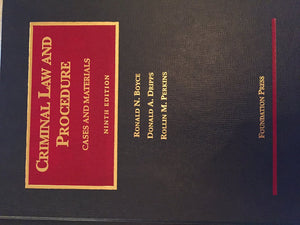 CRIMINAL LAW AND
PROCEDURE
CASES AND MATERIALS
NINTH EDITION
RONALD N. BOYCE
DONALD A. DRIPPS
ROLLIN M. PERKINS
FOUNDATION PRESS